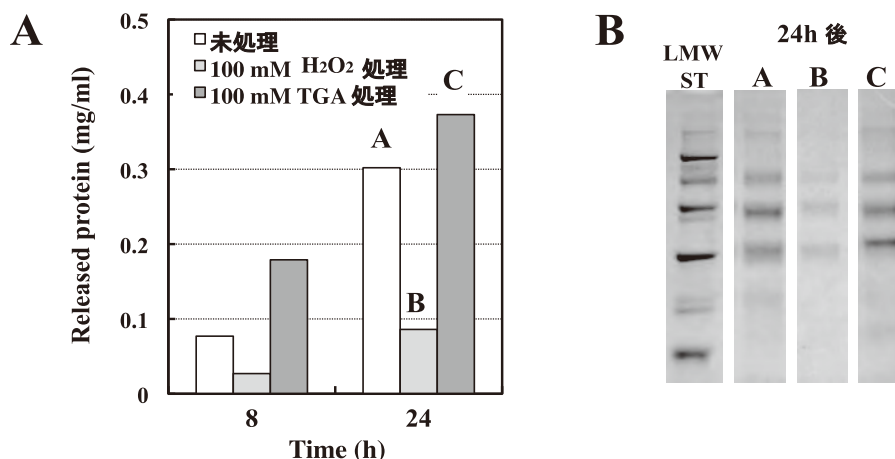 A
Released protein (mg/ml)
0.5
0.4
0.3
0.2
0.1
0
未処理
100 mM H2O2 処理
100 mM TGA 処理
A
B
C
8
24
Time (h)
B
24h 後
LMW
ST
A
B
C